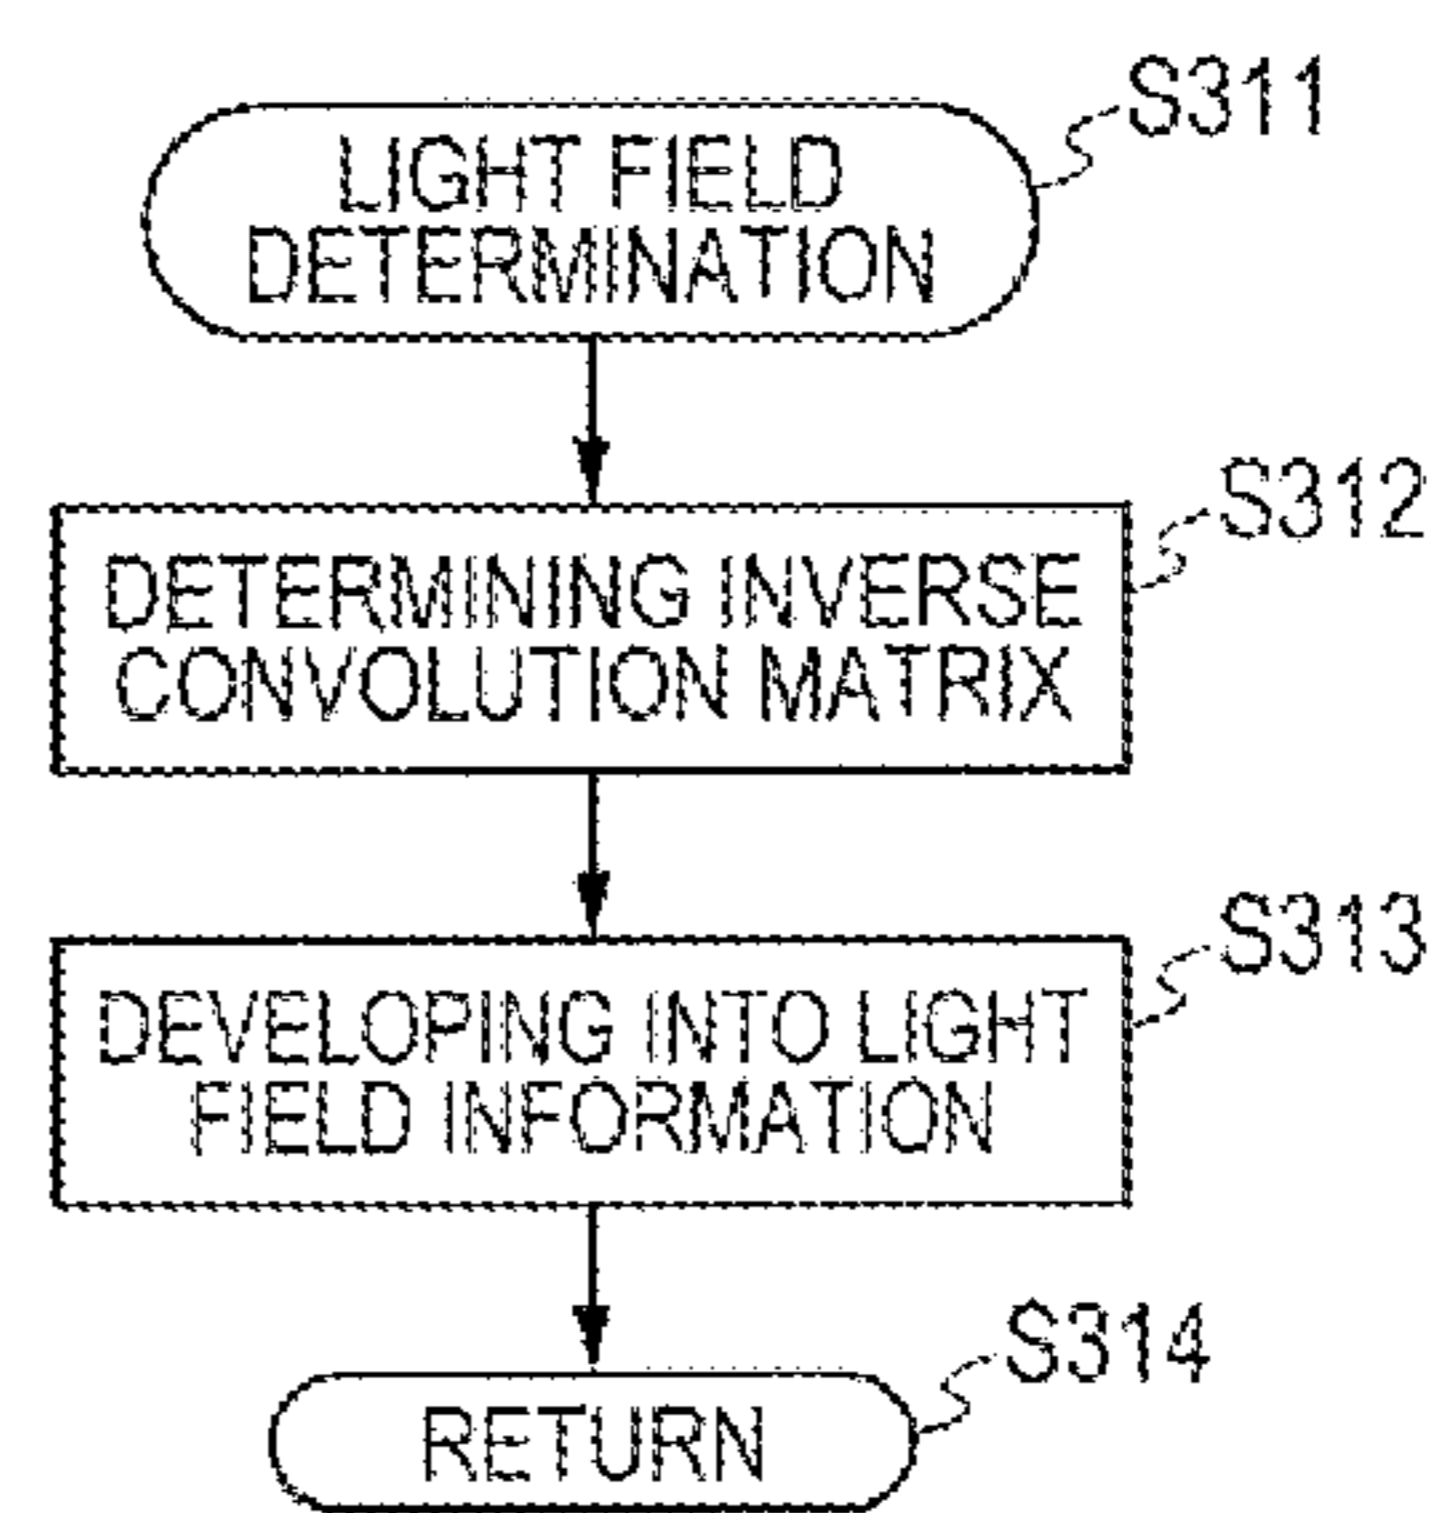 S311
LIGHT FIELD
DETERMINATION
S312
DETERMINING INVERSE
CONVOLUTION MATRIX
S313
DEVELOPING INTO LIGHT
FIELD INFORMATION
S314
RETURN